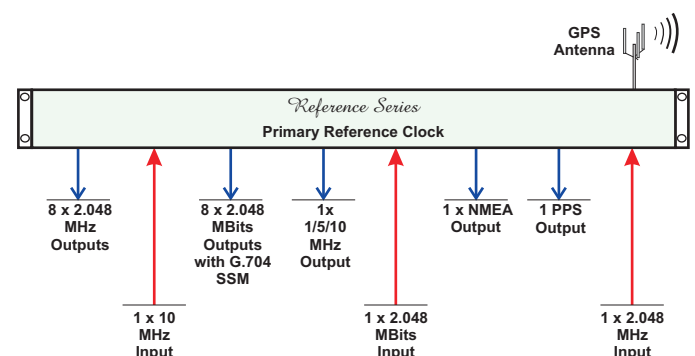 GPS
Antenna
Reference Series
Primary Reference Clock
8 x 2.048
MHz
Outputs
8 x 2.048
MBits
Outputs
with G.704
SSM
1x
1/5/10
MHz
Output
1 x NMEA
Output
1 PPS
Output
1 x 10
MHz
Input
1 x 2.048
MBits
Input
1 x 2.048
MHz
Input